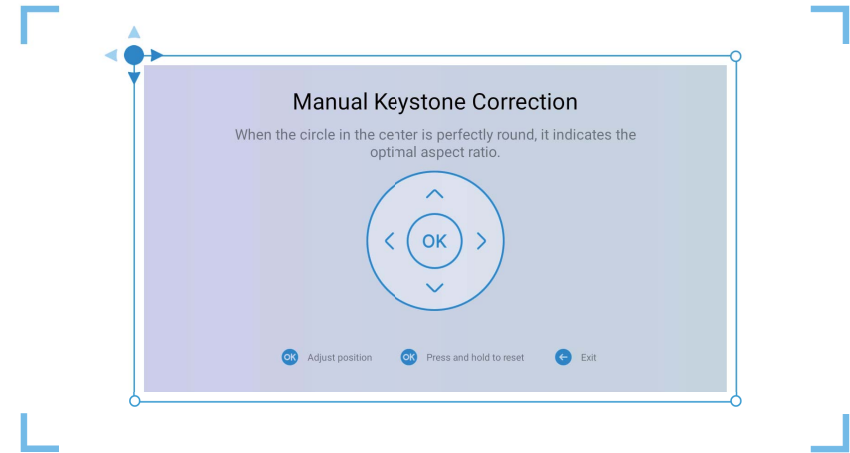 Manual Keystone Correction
When the circle in the center is perfectly round, it indicates the
optimal aspect ratio.
OK
OK Adjust position OK Press and hold to reset Exit